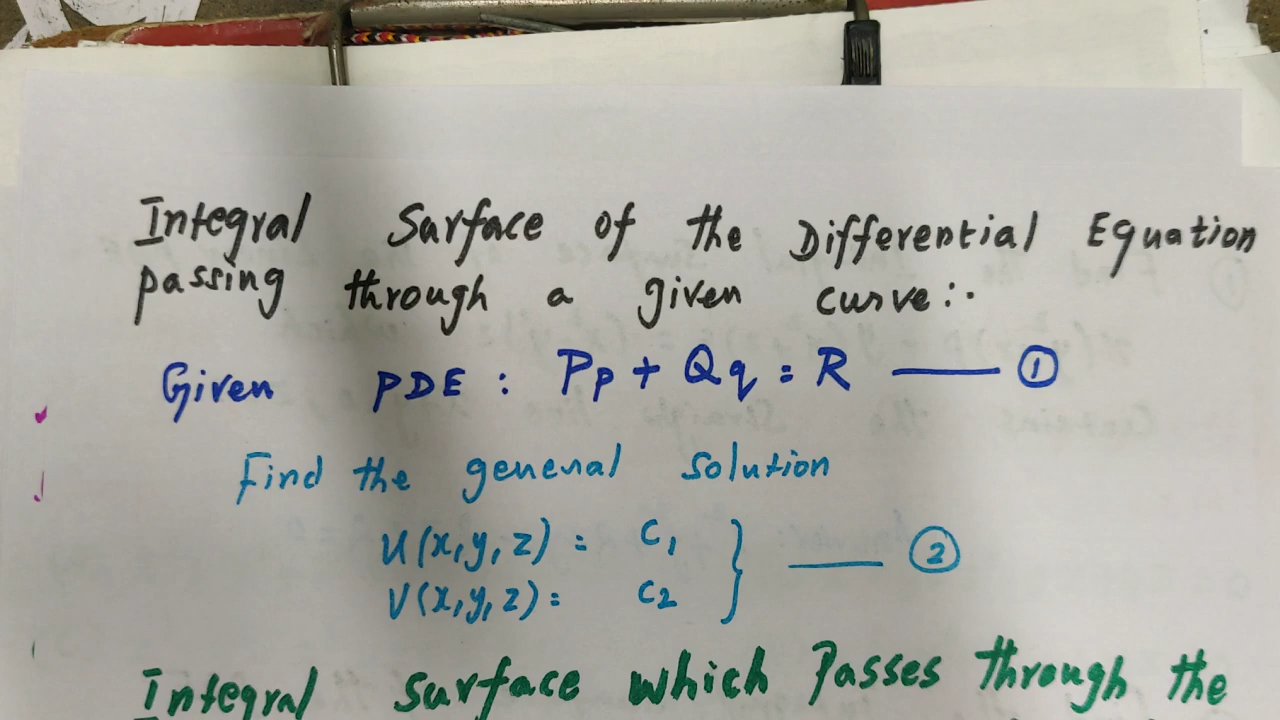 Integral Surface of the Differential Equation
passing through a given curve:.
Given PDE : Pp + Qq = R —— ①
Find the general solution
u(x,y,z) = c₁ } —— ②
v(x,y,z) = c₂
Integral surface which Passes through the